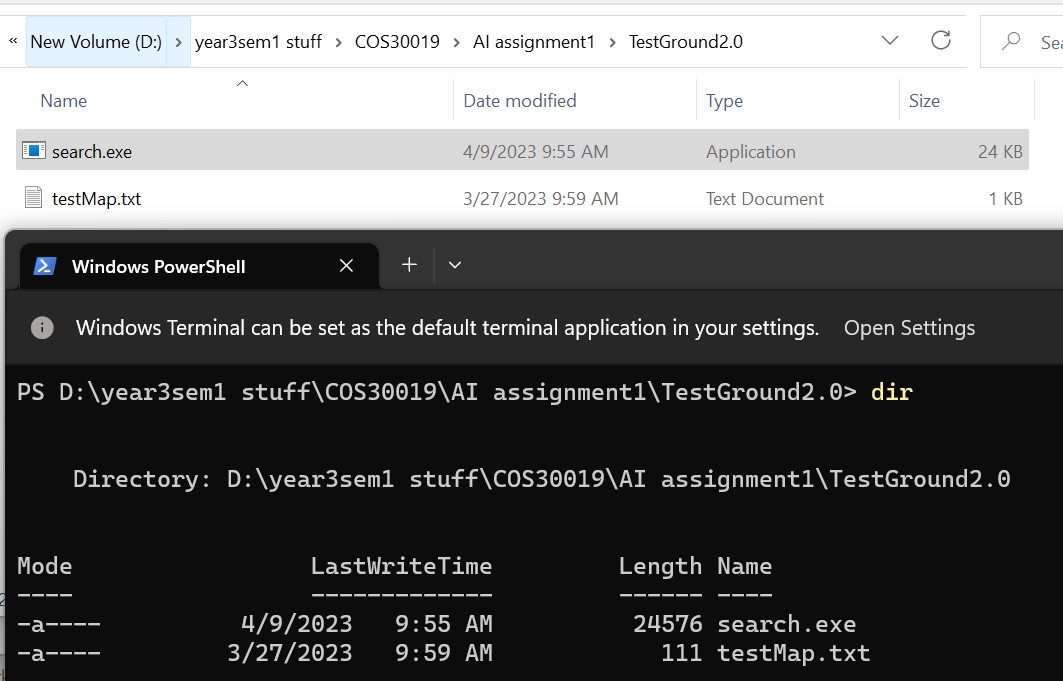 « New Volume (D:) › year3sem1 stuff › COS30019 › AI assignment1 › TestGround2.0
Name Date modified Type Size
search.exe 4/9/2023 9:55 AM Application 24 KB
testMap.txt 3/27/2023 9:59 AM Text Document 1 KB
Windows PowerShell
Windows Terminal can be set as the default terminal application in your settings. Open Settings
PS D:\year3sem1 stuff\COS30019\AI assignment1\TestGround2.0> dir
Directory: D:\year3sem1 stuff\COS30019\AI assignment1\TestGround2.0
Mode LastWriteTime Length Name
---- ------------- ------ ----
-a---- 4/9/2023 9:55 AM 24576 search.exe
-a---- 3/27/2023 9:59 AM 111 testMap.txt